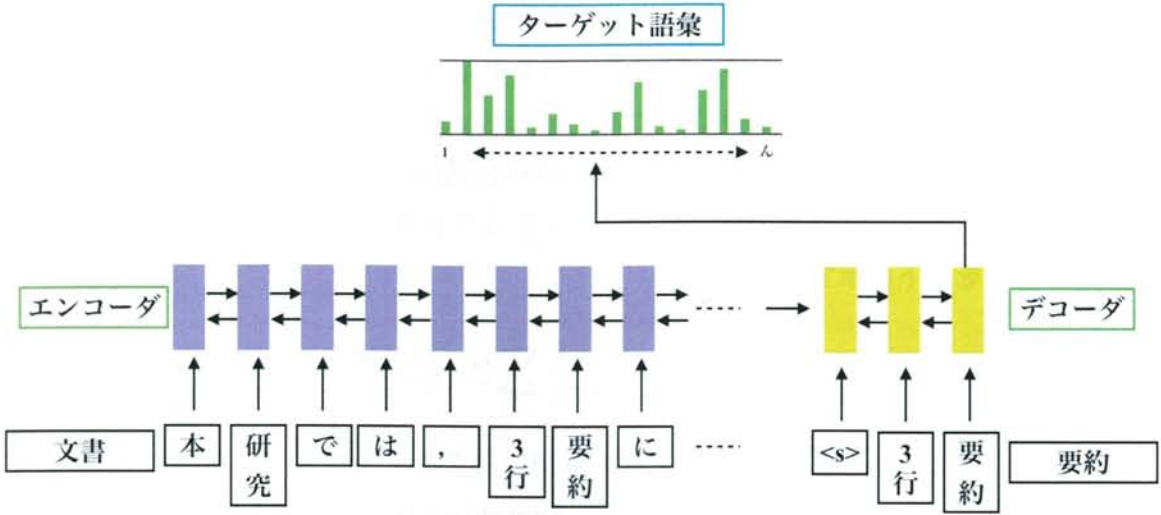 ターゲット語彙
1 ん
エンコーダ
デコーダ
文書 本 研究 で は , 3行 要約 に <s> 3行 要約 要約